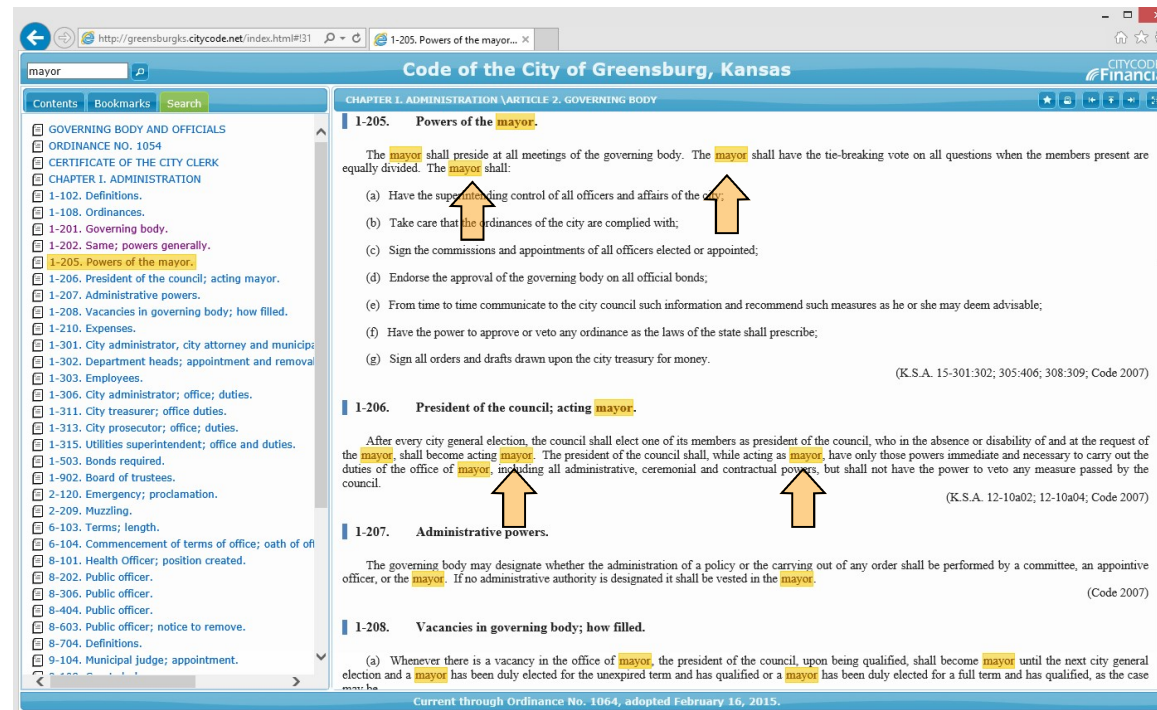 http://greensburgks.citycode.net/index.html#!31
1-205. Powers of the mayor...
mayor
Code of the City of Greensburg, Kansas
CITYCODE
Financi
Contents Bookmarks Search
GOVERNING BODY AND OFFICIALS
ORDINANCE NO. 1054
CERTIFICATE OF THE CITY CLERK
CHAPTER I. ADMINISTRATION
1-102. Definitions.
1-108. Ordinances.
1-201. Governing body.
1-202. Same; powers generally.
1-205. Powers of the mayor.
1-206. President of the council; acting mayor.
1-207. Administrative powers.
1-208. Vacancies in governing body; how filled.
1-210. Expenses.
1-301. City administrator, city attorney and municipa
1-302. Department heads; appointment and removal
1-303. Employees.
1-306. City administrator; office; duties.
1-311. City treasurer; office duties.
1-313. City prosecutor; office; duties.
1-315. Utilities superintendent; office and duties.
1-503. Bonds required.
1-902. Board of trustees.
2-120. Emergency; proclamation.
2-209. Muzzling.
6-103. Terms; length.
6-104. Commencement of terms of office; oath of off
8-101. Health Officer; position created.
8-202. Public officer.
8-306. Public officer.
8-404. Public officer.
8-603. Public officer; notice to remove.
8-704. Definitions.
9-104. Municipal judge; appointment.
CHAPTER I. ADMINISTRATION \ARTICLE 2. GOVERNING BODY
1-205. Powers of the mayor.
The mayor shall preside at all meetings of the governing body. The mayor shall have the tie-breaking vote on all questions when the members present are
equally divided. The mayor shall:
(a) Have the superintending control of all officers and affairs of the city;
(b) Take care that the ordinances of the city are complied with;
(c) Sign the commissions and appointments of all officers elected or appointed;
(d) Endorse the approval of the governing body on all official bonds;
(e) From time to time communicate to the city council such information and recommend such measures as he or she may deem advisable;
(f) Have the power to approve or veto any ordinance as the laws of the state shall prescribe;
(g) Sign all orders and drafts drawn upon the city treasury for money.
(K.S.A. 15-301:302; 305:406; 308:309; Code 2007)
1-206. President of the council; acting mayor.
After every city general election, the council shall elect one of its members as president of the council, who in the absence or disability of and at the request of
the mayor, shall become acting mayor. The president of the council shall, while acting as mayor, have only those powers immediate and necessary to carry out the
duties of the office of mayor, including all administrative, ceremonial and contractual powers, but shall not have the power to veto any measure passed by the
council.
(K.S.A. 12-10a02; 12-10a04; Code 2007)
1-207. Administrative powers.
The governing body may designate whether the administration of a policy or the carrying out of any order shall be performed by a committee, an appointive
officer, or the mayor. If no administrative authority is designated it shall be vested in the mayor.
(Code 2007)
1-208. Vacancies in governing body; how filled.
(a) Whenever there is a vacancy in the office of mayor, the president of the council, upon being qualified, shall become mayor until the next city general
election and a mayor has been duly elected for the unexpired term and has qualified or a mayor has been duly elected for a full term and has qualified, as the case
may be
Current through Ordinance No. 1064, adopted February 16, 2015.